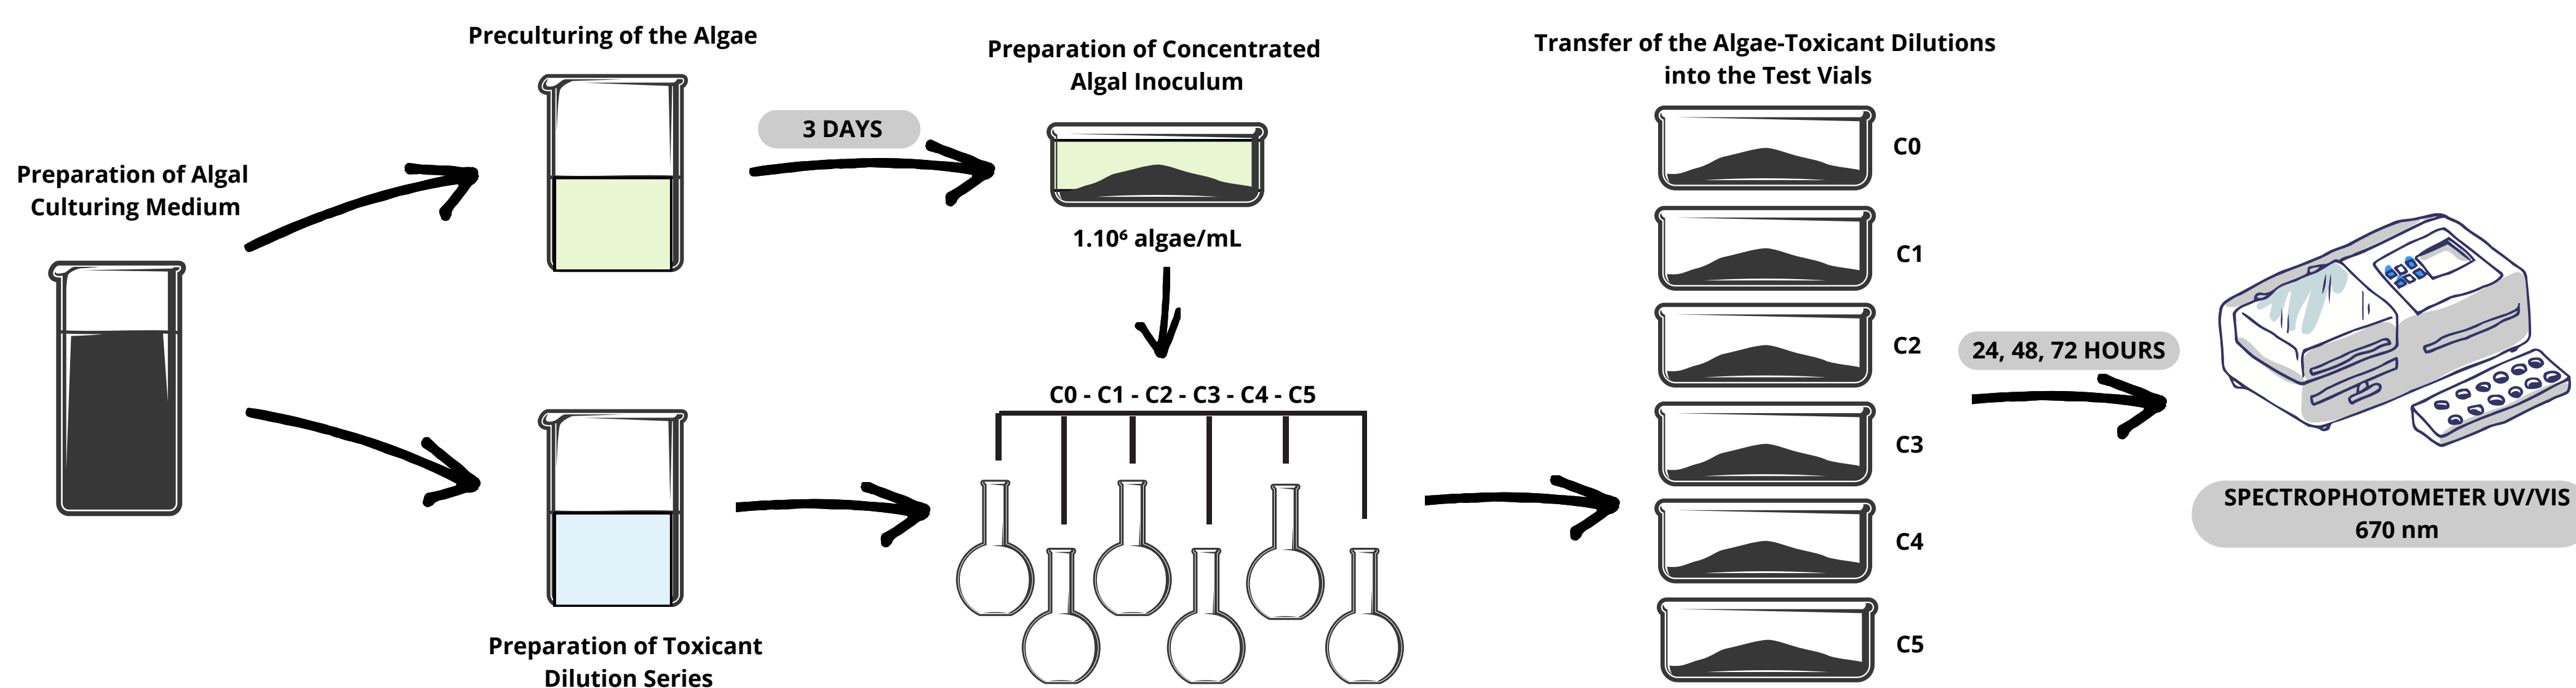 Preparation of Algal
Culturing Medium
Preculturing of the Algae
3 DAYS
Preparation of Concentrated
Algal Inoculum
1.10⁶ algae/mL
Preparation of Toxicant
Dilution Series
C0 - C1 - C2 - C3 - C4 - C5
Transfer of the Algae-Toxicant Dilutions
into the Test Vials
C0
C1
C2
C3
C4
C5
24, 48, 72 HOURS
SPECTROPHOTOMETER UV/VIS
670 nm